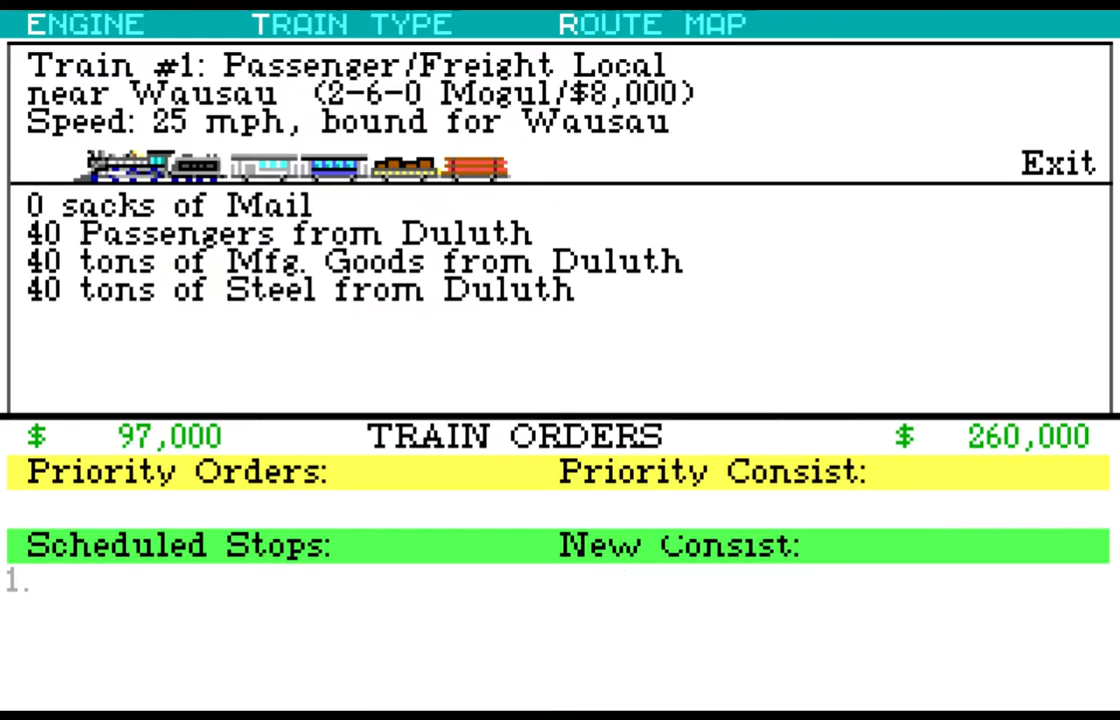 ENGINE TRAIN TYPE ROUTE MAP
Train #1: Passenger/Freight Local
near Wausau (2-6-0 Mogul/$8,000)
Speed: 25 mph, bound for Wausau
Exit
0 sacks of Mail
40 Passengers from Duluth
40 tons of Mfg. Goods from Duluth
40 tons of Steel from Duluth
$ 97,000 TRAIN ORDERS $ 260,000
Priority Orders: Priority Consist:
Scheduled Stops: New Consist:
1.